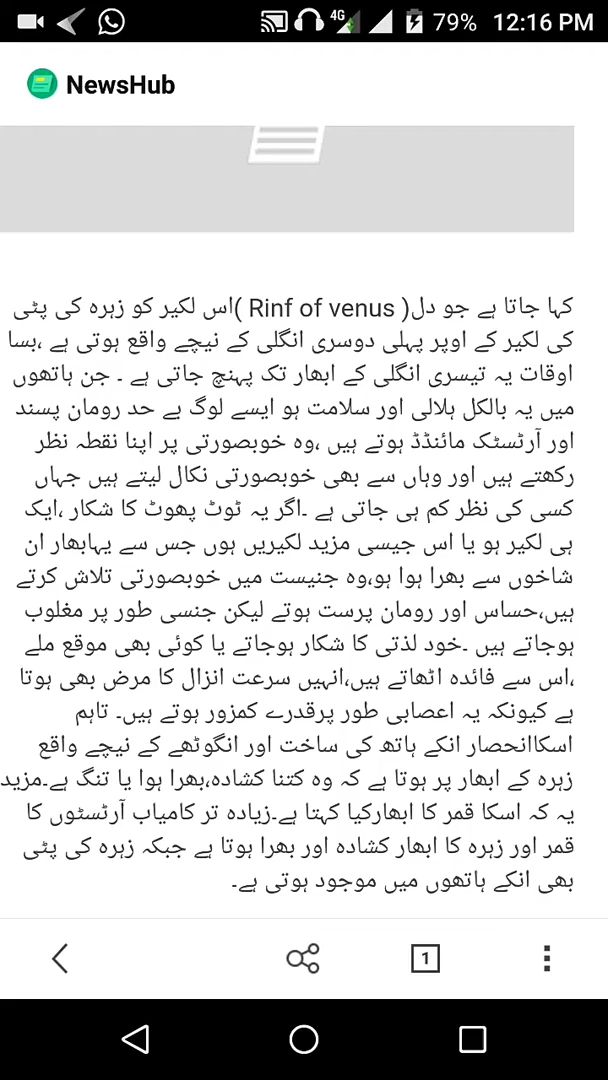 4G 79% 12:16 PM
NewsHub
کہا جاتا ہے جو دل( Rinf of venus )اس لکیر کو زہرہ کی پٹی
کی لکیر کے اوپر پہلی دوسری انگلی کے نیچے واقع ہوتی ہے ،بسا
اوقات یہ تیسری انگلی کے ابھار تک پہنچ جاتی ہے ۔ جن ہاتھوں
میں یہ بالکل ہلالی اور سلامت ہو ایسے لوگ بے حد رومان پسند
اور آرٹسٹک مائنڈڈ ہوتے ہیں ،وہ خوبصورتی پر اپنا نقطہ نظر
رکھتے ہیں اور وہاں سے بھی خوبصورتی نکال لیتے ہیں جہاں
کسی کی نظر کم ہی جاتی ہے ۔اگر یہ ٹوٹ پھوٹ کا شکار ،ایک
ہی لکیر ہو یا اس جیسی مزید لکیریں ہوں جس سے یہابھار ان
شاخوں سے بھرا ہوا ہو،وہ جنیست میں خوبصورتی تلاش کرتے
ہیں،حساس اور رومان پرست ہوتے لیکن جنسی طور پر مغلوب
ہوجاتے ہیں ۔خود لذتی کا شکار ہوجاتے یا کوئی بھی موقع ملے
،اس سے فائدہ اٹھاتے ہیں،انہیں سرعت انزال کا مرض بھی ہوتا
ہے کیونکہ یہ اعصابی طور پرقدرے کمزور ہوتے ہیں۔ تاہم
اسکاانحصار انکے ہاتھ کی ساخت اور انگوٹھے کے نیچے واقع
زہرہ کے ابھار پر ہوتا ہے کہ وہ کتنا کشادہ،بھرا ہوا یا تنگ ہے۔مزید
یہ کہ اسکا قمر کا ابھارکیا کہتا ہے۔زیادہ تر کامیاب آرٹسٹوں کا
قمر اور زہرہ کا ابھار کشادہ اور بھرا ہوتا ہے جبکہ زہرہ کی پٹی
بھی انکے ہاتھوں میں موجود ہوتی ہے۔
1